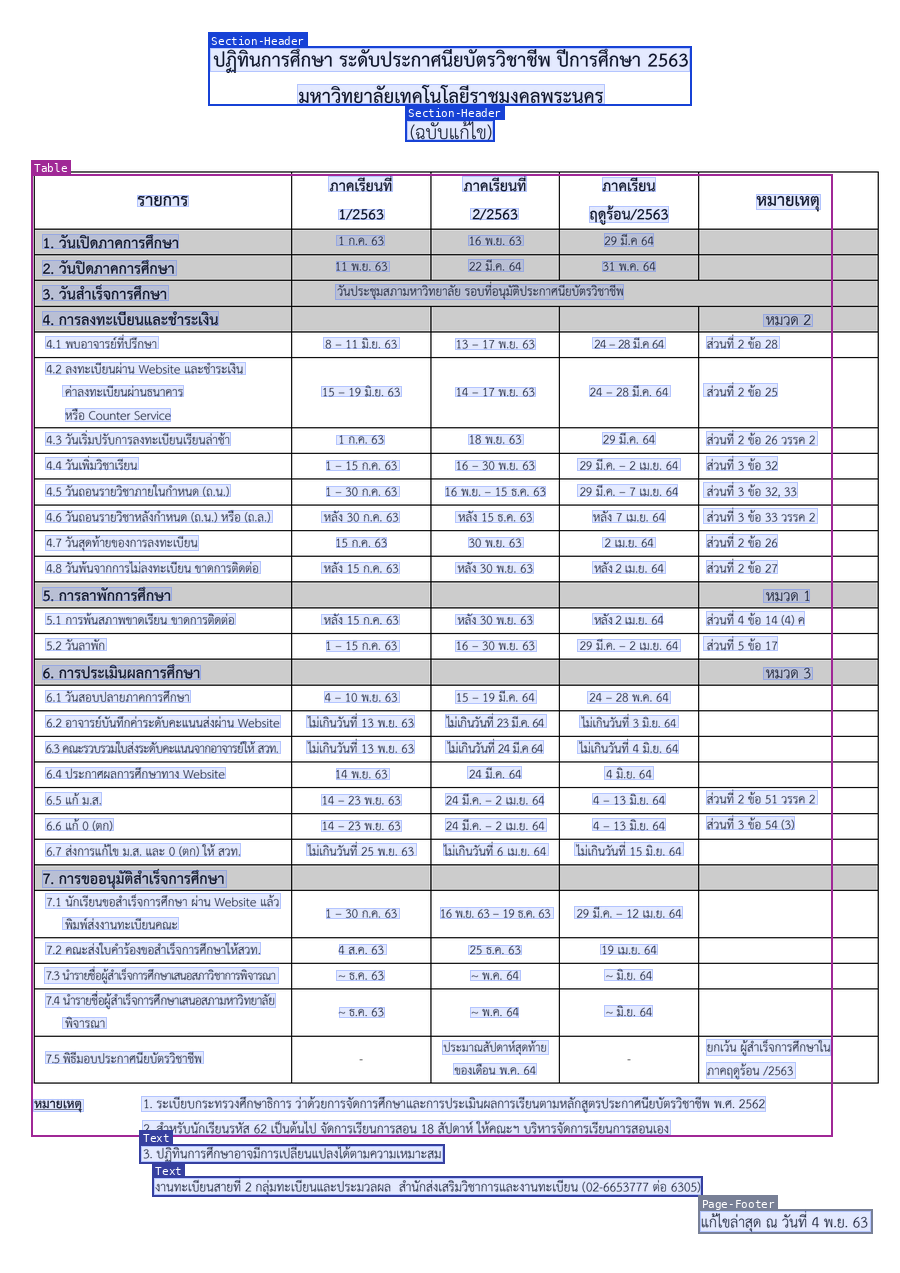 Section-Header
ปฏิทินการศึกษา ระดับประกาศนียบัตรวิชาชีพ ปีการศึกษา 2563
มหาวิทยาลัยเทคโนโลยีราชมงคลพระนคร
Section-Header
(ฉบับแก้ไข)
Table
รายการ ภาคเรียนที่ 1/2563 ภาคเรียนที่ 2/2563 ภาคเรียน ฤดูร้อน/2563 หมายเหตุ
1. วันเปิดภาคการศึกษา 1 ก.ค. 63 16 พ.ย. 63 29 มี.ค 64
2. วันปิดภาคการศึกษา 11 พ.ย. 63 22 มี.ค. 64 31 พ.ค. 64
3. วันสำเร็จการศึกษา วันประชุมสภามหาวิทยาลัย รอบที่อนุมัติประกาศนียบัตรวิชาชีพ
4. การลงทะเบียนและชำระเงิน หมวด 2
4.1 พบอาจารย์ที่ปรึกษา 8 – 11 มิ.ย. 63 13 – 17 พ.ย. 63 24 – 28 มี.ค 64 ส่วนที่ 2 ข้อ 28
4.2 ลงทะเบียนผ่าน Website และชำระเงิน
ค่าลงทะเบียนผ่านธนาคาร 15 – 19 มิ.ย. 63 14 – 17 พ.ย. 63 24 – 28 มี.ค. 64 ส่วนที่ 2 ข้อ 25
หรือ Counter Service
4.3 วันเริ่มปรับการลงทะเบียนเรียนล่าช้า 1 ก.ค. 63 18 พ.ย. 63 29 มี.ค. 64 ส่วนที่ 2 ข้อ 26 วรรค 2
4.4 วันเพิ่มวิชาเรียน 1 – 15 ก.ค. 63 16 – 30 พ.ย. 63 29 มี.ค. – 2 เม.ย. 64 ส่วนที่ 3 ข้อ 32
4.5 วันถอนรายวิชาภายในกำหนด (ถ.น.) 1 – 30 ก.ค. 63 16 พ.ย. – 15 ธ.ค. 63 29 มี.ค. – 7 เม.ย. 64 ส่วนที่ 3 ข้อ 32, 33
4.6 วันถอนรายวิชาหลังกำหนด (ถ.น.) หรือ (ถ.ล.) หลัง 30 ก.ค. 63 หลัง 15 ธ.ค. 63 หลัง 7 เม.ย. 64 ส่วนที่ 3 ข้อ 33 วรรค 2
4.7 วันสุดท้ายของการลงทะเบียน 15 ก.ค. 63 30 พ.ย. 63 2 เม.ย. 64 ส่วนที่ 2 ข้อ 26
4.8 วันพ้นจากการไม่ลงทะเบียน ขาดการติดต่อ หลัง 15 ก.ค. 63 หลัง 30 พ.ย. 63 หลัง 2 เม.ย. 64 ส่วนที่ 2 ข้อ 27
5. การลาพักการศึกษา หมวด 1
5.1 การพ้นสภาพขาดเรียน ขาดการติดต่อ หลัง 15 ก.ค. 63 หลัง 30 พ.ย. 63 หลัง 2 เม.ย. 64 ส่วนที่ 4 ข้อ 14 (4) ค
5.2 วันลาพัก 1 – 15 ก.ค. 63 16 – 30 พ.ย. 63 29 มี.ค. – 2 เม.ย. 64 ส่วนที่ 5 ข้อ 17
6. การประเมินผลการศึกษา หมวด 3
6.1 วันสอบปลายภาคการศึกษา 4 – 10 พ.ย. 63 15 – 19 มี.ค. 64 24 – 28 พ.ค. 64
6.2 อาจารย์บันทึกค่าระดับคะแนนส่งผ่าน Website ไม่เกินวันที่ 13 พ.ย. 63 ไม่เกินวันที่ 23 มี.ค. 64 ไม่เกินวันที่ 3 มิ.ย. 64
6.3 คณะรวบรวมใบส่งระดับคะแนนจากอาจารย์ให้ สวท. ไม่เกินวันที่ 13 พ.ย. 63 ไม่เกินวันที่ 24 มี.ค 64 ไม่เกินวันที่ 4 มิ.ย. 64
6.4 ประกาศผลการศึกษาทาง Website 14 พ.ย. 63 24 มี.ค. 64 4 มิ.ย. 64
6.5 แก้ ม.ส. 14 – 23 พ.ย. 63 24 มี.ค. – 2 เม.ย. 64 4 – 13 มิ.ย. 64 ส่วนที่ 2 ข้อ 51 วรรค 2
6.6 แก้ 0 (ตก) 14 – 23 พ.ย. 63 24 มี.ค. – 2 เม.ย. 64 4 – 13 มิ.ย. 64 ส่วนที่ 3 ข้อ 54 (3)
6.7 ส่งการแก้ไข ม.ส. และ 0 (ตก) ให้ สวท. ไม่เกินวันที่ 25 พ.ย. 63 ไม่เกินวันที่ 6 เม.ย. 64 ไม่เกินวันที่ 15 มิ.ย. 64
7. การขออนุมัติสำเร็จการศึกษา
7.1 นักเรียนขอสำเร็จการศึกษา ผ่าน Website แล้ว
พิมพ์ส่งงานทะเบียนคณะ 1 – 30 ก.ค. 63 16 พ.ย. 63 – 19 ธ.ค. 63 29 มี.ค. – 12 เม.ย. 64
7.2 คณะส่งใบคำร้องขอสำเร็จการศึกษาให้สวท. 4 ส.ค. 63 25 ธ.ค. 63 19 เม.ย. 64
7.3 นำรายชื่อผู้สำเร็จการศึกษาเสนอสภาวิชาการพิจารณา ~ ธ.ค. 63 ~ พ.ค. 64 ~ มิ.ย. 64
7.4 นำรายชื่อผู้สำเร็จการศึกษาเสนอสภามหาวิทยาลัย
พิจารณา ~ ธ.ค. 63 ~ พ.ค. 64 ~ มิ.ย. 64
7.5 พิธีมอบประกาศนียบัตรวิชาชีพ - ประมาณสัปดาห์สุดท้าย ของเดือน พ.ค. 64 - ยกเว้น ผู้สำเร็จการศึกษาใน ภาคฤดูร้อน /2563
หมายเหตุ 1. ระเบียบกระทรวงศึกษาธิการ ว่าด้วยการจัดการศึกษาและการประเมินผลการเรียนตามหลักสูตรประกาศนียบัตรวิชาชีพ พ.ศ. 2562
2. สำหรับนักเรียนรหัส 62 เป็นต้นไป จัดการเรียนการสอน 18 สัปดาห์ ให้คณะฯ บริหารจัดการเรียนการสอนเอง
Text
3. ปฏิทินการศึกษาอาจมีการเปลี่ยนแปลงได้ตามความเหมาะสม
Text
งานทะเบียนสายที่ 2 กลุ่มทะเบียนและประมวลผล สำนักส่งเสริมวิชาการและงานทะเบียน (02-6653777 ต่อ 6305)
Page-Footer
แก้ไขล่าสุด ณ วันที่ 4 พ.ย. 63